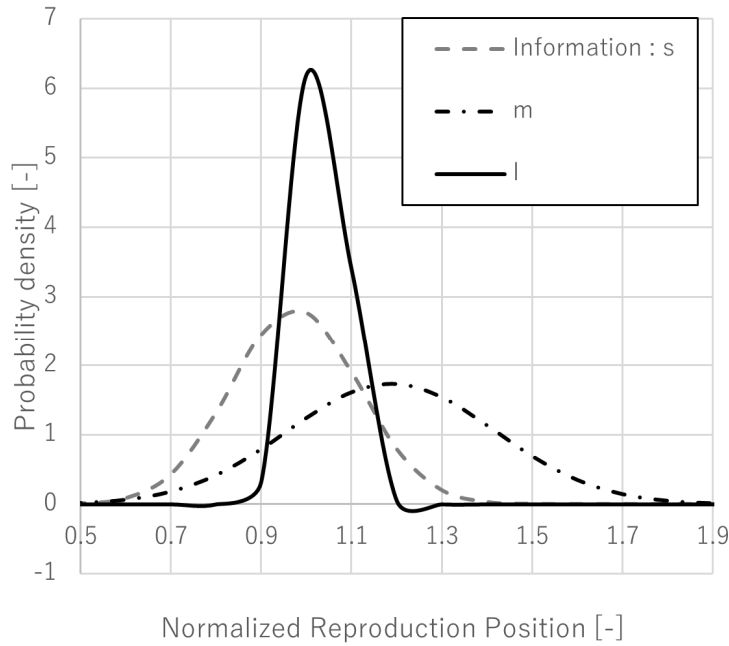 7
6
5
4
3
2
1
0
-1
Probability density [-]
Information : s
m
l
0.5 0.7 0.9 1.1 1.3 1.5 1.7 1.9
Normalized Reproduction Position [-]